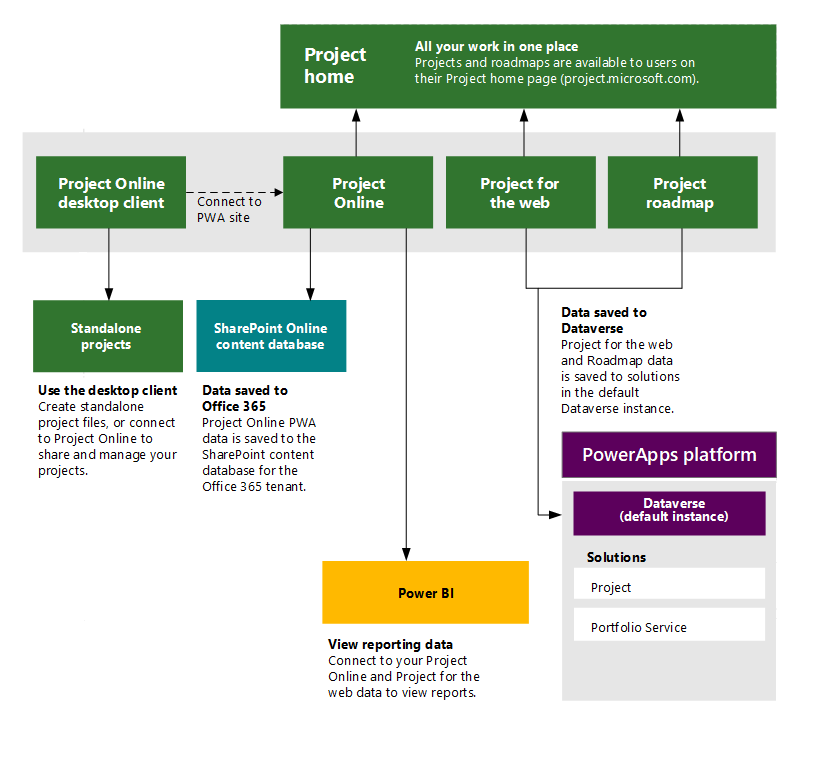 Project
home
All your work in one place
Projects and roadmaps are available to users on
their Project home page (project.microsoft.com).
Project Online
desktop client
Connect to
PWA site
Project
Online
Project for
the web
Project
roadmap
Standalone
projects
SharePoint Online
content database
Use the desktop client
Create standalone
project files, or connect
to Project Online to
share and manage your
projects.
Data saved to
Office 365
Project Online PWA
data is saved to the
SharePoint content
database for the
Office 365 tenant.
Data saved to
Dataverse
Project for the web
and Roadmap data
is saved to solutions
in the default
Dataverse instance.
PowerApps platform
Dataverse
(default instance)
Solutions
Project
Portfolio Service
Power BI
View reporting data
Connect to your Project
Online and Project for the
web data to view reports.